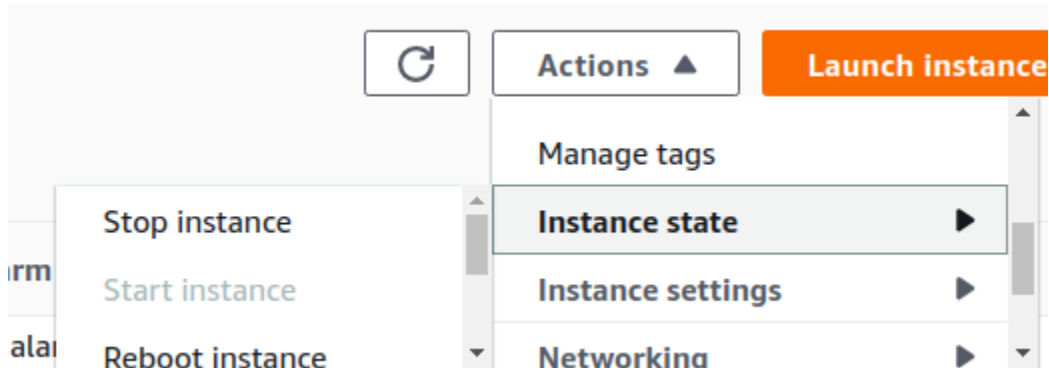 Actions
Launch instance
Manage tags
Stop instance
Instance state
Start instance
Instance settings
Reboot instance
Networking